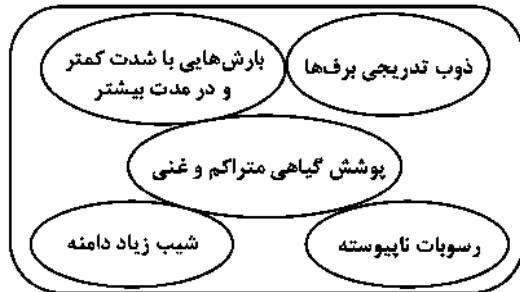 ذوب تدریجی برف‌ها
بارش‌هایی با شدت کمتر
و در مدت بیشتر
پوشش گیاهی متراکم و غنی
رسوبات ناپیوسته
شیب زیاد دامنه